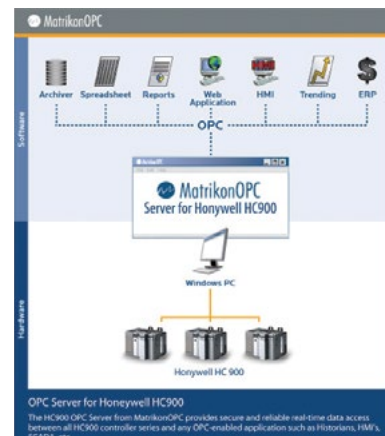 MatrikonOPC
Archiver Spreadsheet Reports Web Application HMI Trending ERP
OPC
Software
MatrikonOPC
Server for Honywell HC900
Windows PC
Hardware
Honywell HC 900
OPC Server for Honeywell HC900
The HC900 OPC Server from MatrikonOPC provides secure and reliable real-time data access
between all HC900 controller series and any OPC-enabled application such as Historians, HMI's,